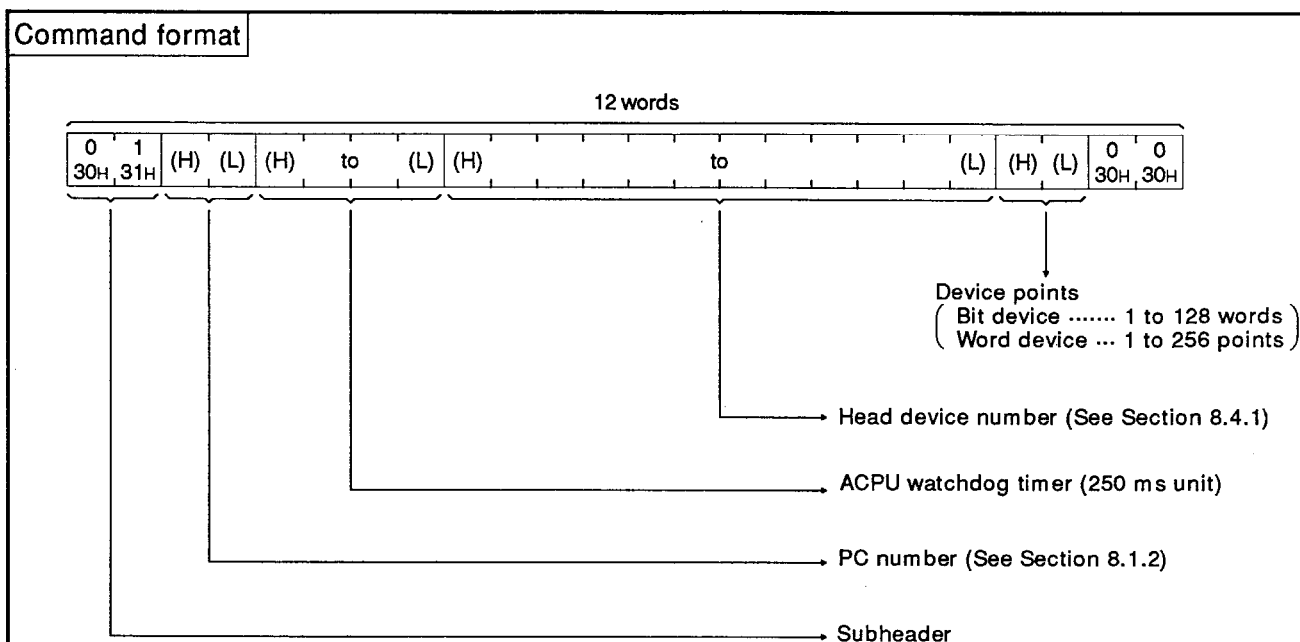 Command format
12 words
0 1 (H) (L) (H) to (L) (H) to (L) (H) (L) 0 0
30H 31H 30H 30H
Device points
( Bit device ······· 1 to 128 words )
( Word device ··· 1 to 256 points )
Head device number (See Section 8.4.1)
ACPU watchdog timer (250 ms unit)
PC number (See Section 8.1.2)
Subheader